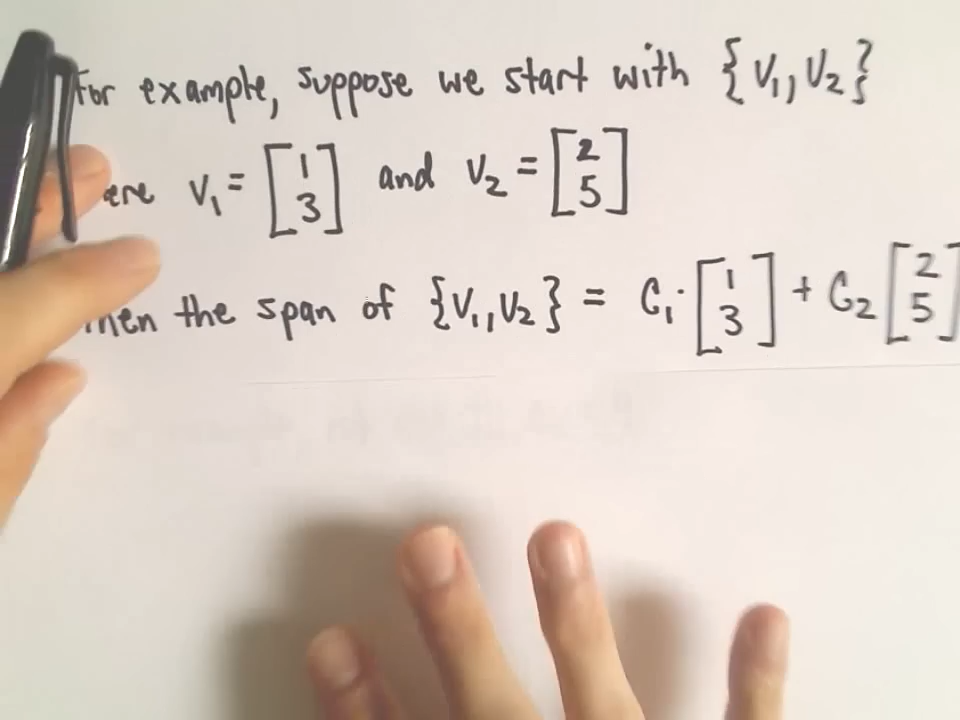 For example, suppose we start with {V₁, V₂}
ere V₁ = [1 3] and V₂ = [2 5]
hen the span of {V₁, V₂} = C₁· [1 3] + C₂ [2 5]